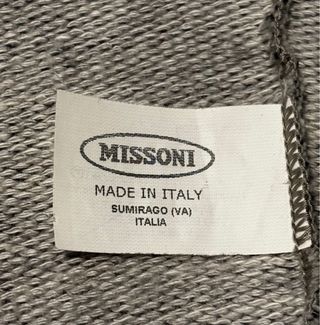 MISSONI
MADE IN ITALY
SUMIRAGO (VA)
ITALIA